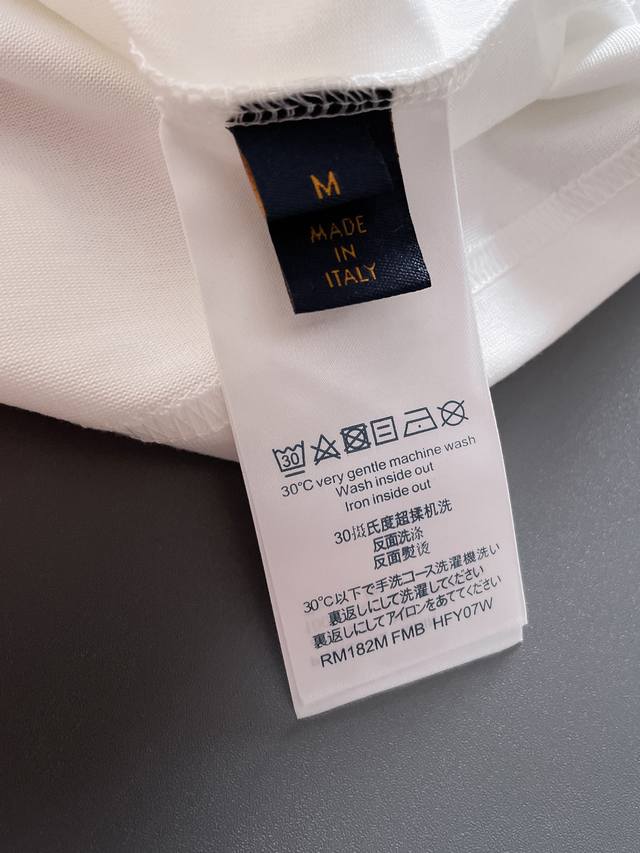 M
MADE
IN
ITALY
30
30°C very gentle machine wash
Wash inside out
Iron inside out
30摄氏度超揉机洗
反面洗涤
反面熨烫
30°C以下で手洗コース洗濯機洗い
裏返しにして洗濯してください
裏返しにしてアイロンをあててください
RM182M FMB HFY07W